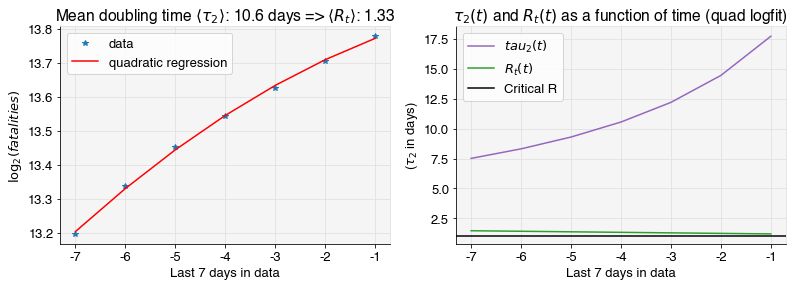 Mean doubling time ⟨τ₂⟩: 10.6 days => ⟨Rₜ⟩: 1.33
data
quadratic regression
log₂(fatalities)
13.8
13.7
13.6
13.5
13.4
13.3
13.2
-7 -6 -5 -4 -3 -2 -1
Last 7 days in data
τ₂(t) and Rₜ(t) as a function of time (quad logfit)
tau₂(t)
Rₜ(t)
Critical R
(τ₂ in days)
17.5
15.0
12.5
10.0
7.5
5.0
2.5
-7 -6 -5 -4 -3 -2 -1
Last 7 days in data